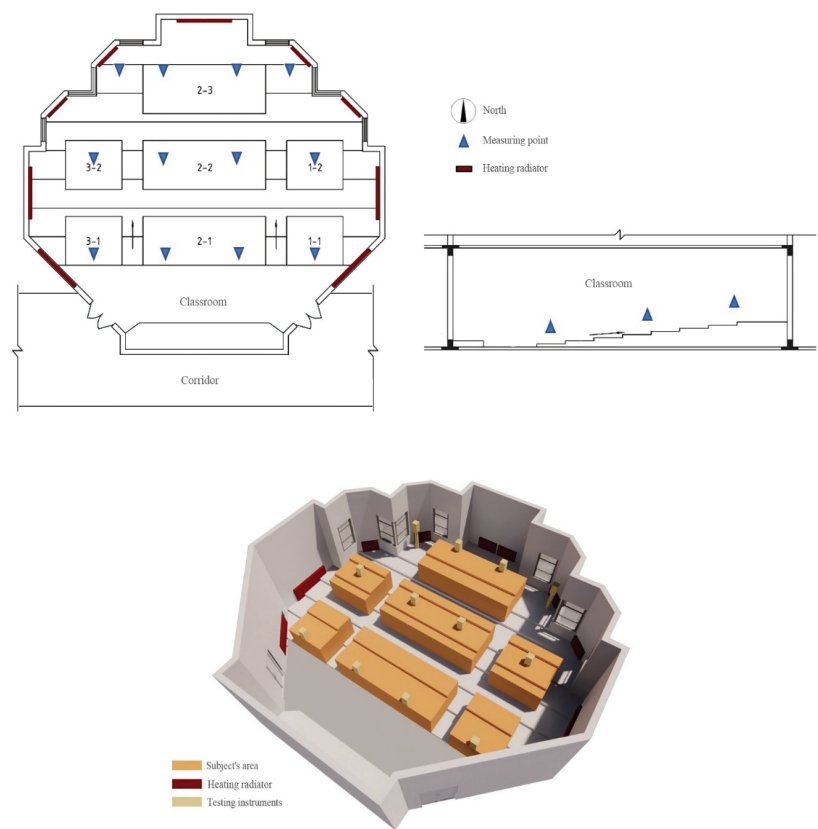 2-3
3-2
2-2
1-2
3-1
2-1
1-1
Classroom
Corridor
North
Measuring point
Heating radiator
Classroom
Subject's area
Heating radiator
Testing instruments